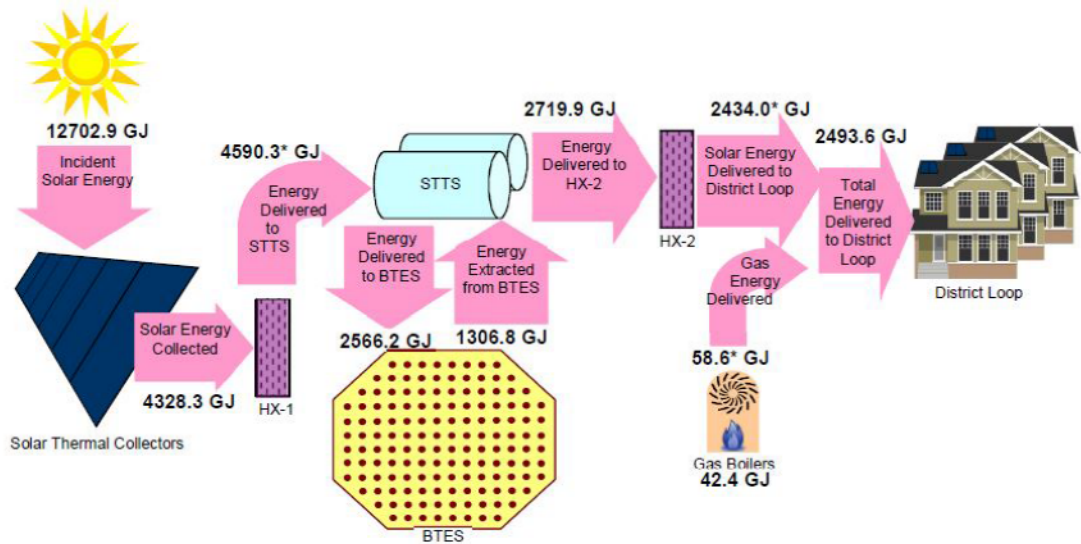 12702.9 GJ
Incident
Solar Energy
4590.3* GJ
Energy
Delivered
to
STTS
STTS
2719.9 GJ
Energy
Delivered to
HX-2
2434.0* GJ
Solar Energy
Delivered to
District Loop
2493.6 GJ
Total
Energy
Delivered
to District
Loop
District Loop
HX-2
Energy
Delivered
to BTES
Energy
Extracted
from BTES
Gas
Energy
Delivered
Solar Energy
Collected
4328.3 GJ
HX-1
Solar Thermal Collectors
2566.2 GJ
1306.8 GJ
BTES
58.6* GJ
Gas Boilers
42.4 GJ